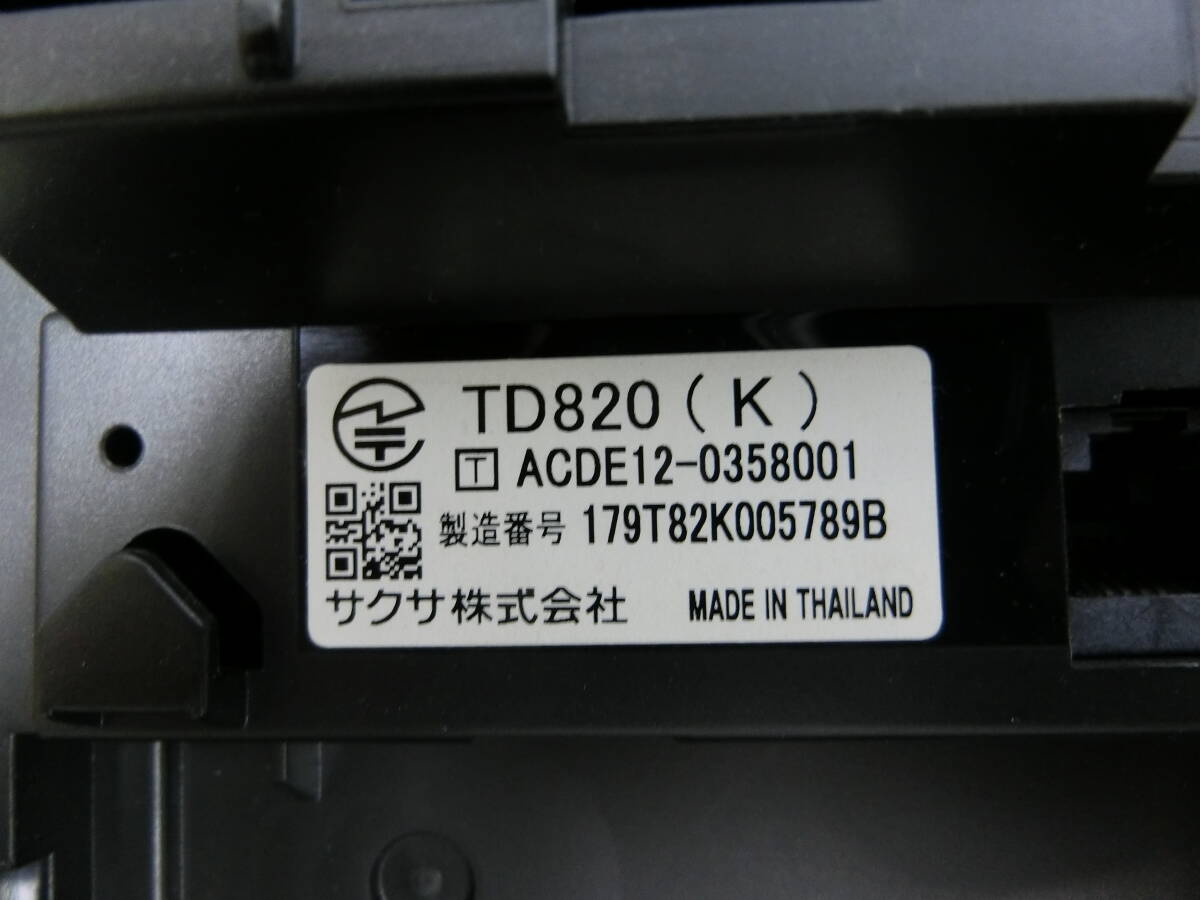 TD820(K)
T ACDE12-0358001
製造番号 179T82K005789B
サクサ株式会社 MADE IN THAILAND